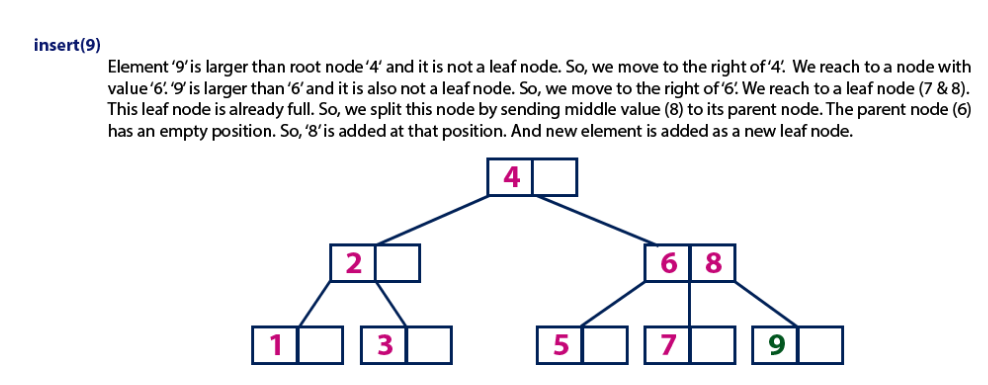 insert(9)
Element ‘9’ is larger than root node ‘4’ and it is not a leaf node. So, we move to the right of ‘4’. We reach to a node with
value ‘6’. ‘9’ is larger than ‘6’ and it is also not a leaf node. So, we move to the right of ‘6’. We reach to a leaf node (7 & 8).
This leaf node is already full. So, we split this node by sending middle value (8) to its parent node. The parent node (6)
has an empty position. So, ‘8’ is added at that position. And new element is added as a new leaf node.
4
2 6 8
1 3 5 7 9